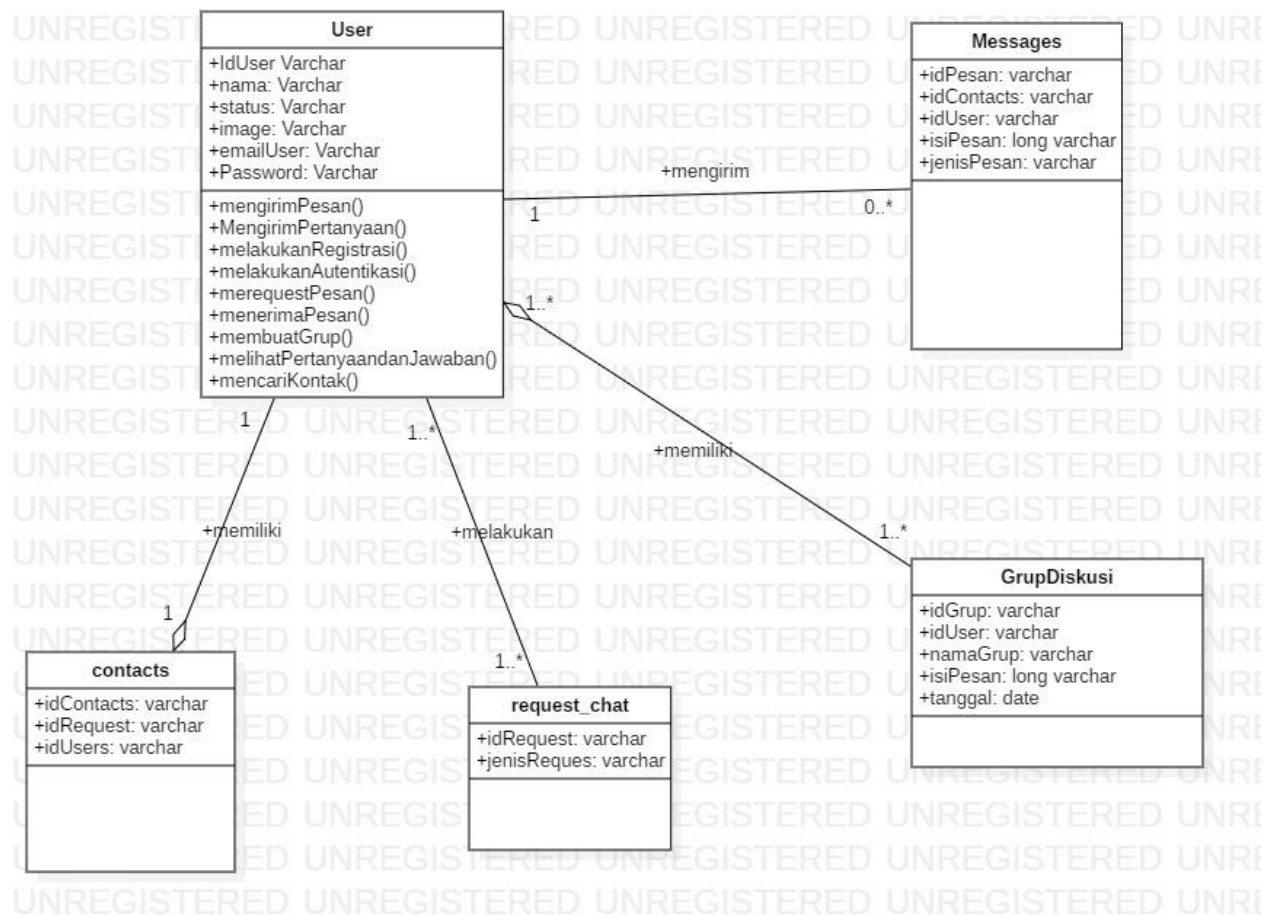 User
+IdUser Varchar
+nama: Varchar
+status: Varchar
+image: Varchar
+emailUser: Varchar
+Password: Varchar
+mengirimPesan()
+MengirimPertanyaan()
+melakukanRegistrasi()
+melakukanAutentikasi()
+merequestPesan()
+menerimaPesan()
+membuatGrup()
+melihatPertanyaandanJawaban()
+mencariKontak()
Messages
+idPesan: varchar
+idContacts: varchar
+idUser: varchar
+isiPesan: long varchar
+jenisPesan: varchar
+mengirim
1
0..*
1..*
+memiliki
1..*
1
+memiliki
1
1..*
+melakukan
1..*
contacts
+idContacts: varchar
+idRequest: varchar
+idUsers: varchar
request_chat
+idRequest: varchar
+jenisReques: varchar
GrupDiskusi
+idGrup: varchar
+idUser: varchar
+namaGrup: varchar
+isiPesan: long varchar
+tanggal: date
UNREGISTERED